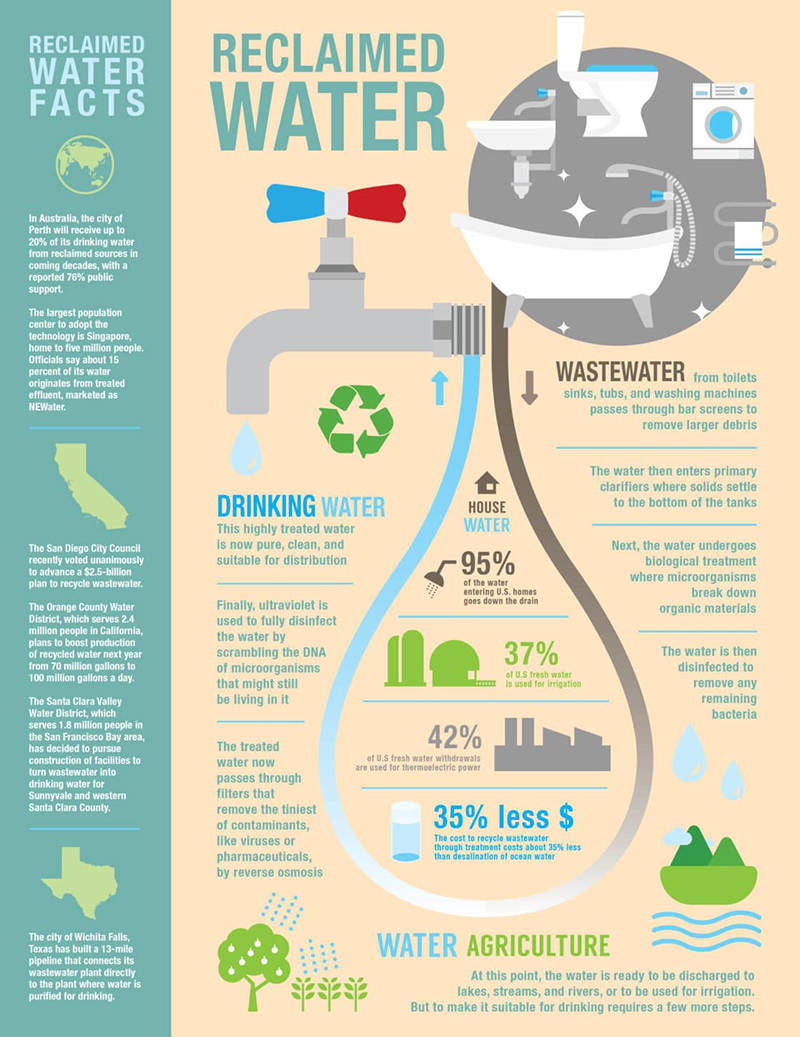 RECLAIMED
WATER
FACTS
In Australia, the city of
Perth will receive up to
20% of its drinking water
from reclaimed sources in
coming decades, with a
reported 76% public
support.
The largest population
center to adopt the
technology is Singapore,
home to five million people.
Officials say about 15
percent of its water
originates from treated
effluent, marketed as
NEWater.
The San Diego City Council
recently voted unanimously
to advance a $2.5-billion
plan to recycle wastewater.
The Orange County Water
District, which serves 2.4
million people in California,
plans to boost production
of recycled water next year
from 70 million gallons to
100 million gallons a day.
The Santa Clara Valley
Water District, which
serves 1.8 million people in
the San Francisco Bay area,
has decided to pursue
construction of facilities to
turn wastewater into
drinking water for
Sunnyvale and western
Santa Clara County.
The city of Wichita Falls,
Texas has built a 13-mile
pipeline that connects its
wastewater plant directly
to the plant where water is
purified for drinking.
RECLAIMED
WATER
WASTEWATER from toilets
sinks, tubs, and washing machines
passes through bar screens to
remove larger debris
The water then enters primary
clarifiers where solids settle
to the bottom of the tanks
Next, the water undergoes
biological treatment
where microorganisms
break down
organic materials
The water is then
disinfected to
remove any
remaining
bacteria
WATER AGRICULTURE
At this point, the water is ready to be discharged to
lakes, streams, and rivers, or to be used for irrigation.
But to make it suitable for drinking requires a few more steps.
The treated
water now
passes through
filters that
remove the tiniest
of contaminants,
like viruses or
pharmaceuticals,
by reverse osmosis
Finally, ultraviolet is
used to fully disinfect
the water by
scrambling the DNA
of microorganisms
that might still
be living in it
DRINKING WATER
This highly treated water
is now pure, clean, and
suitable for distribution
HOUSE
WATER
95%
of the water
entering U.S. homes
goes down the drain
37%
of U.S fresh water
is used for irrigation
42%
of U.S fresh water withdrawals
are used for thermoelectric power
35% less $
The cost to recycle wastewater
through treatment costs about 35% less
than desalination of ocean water